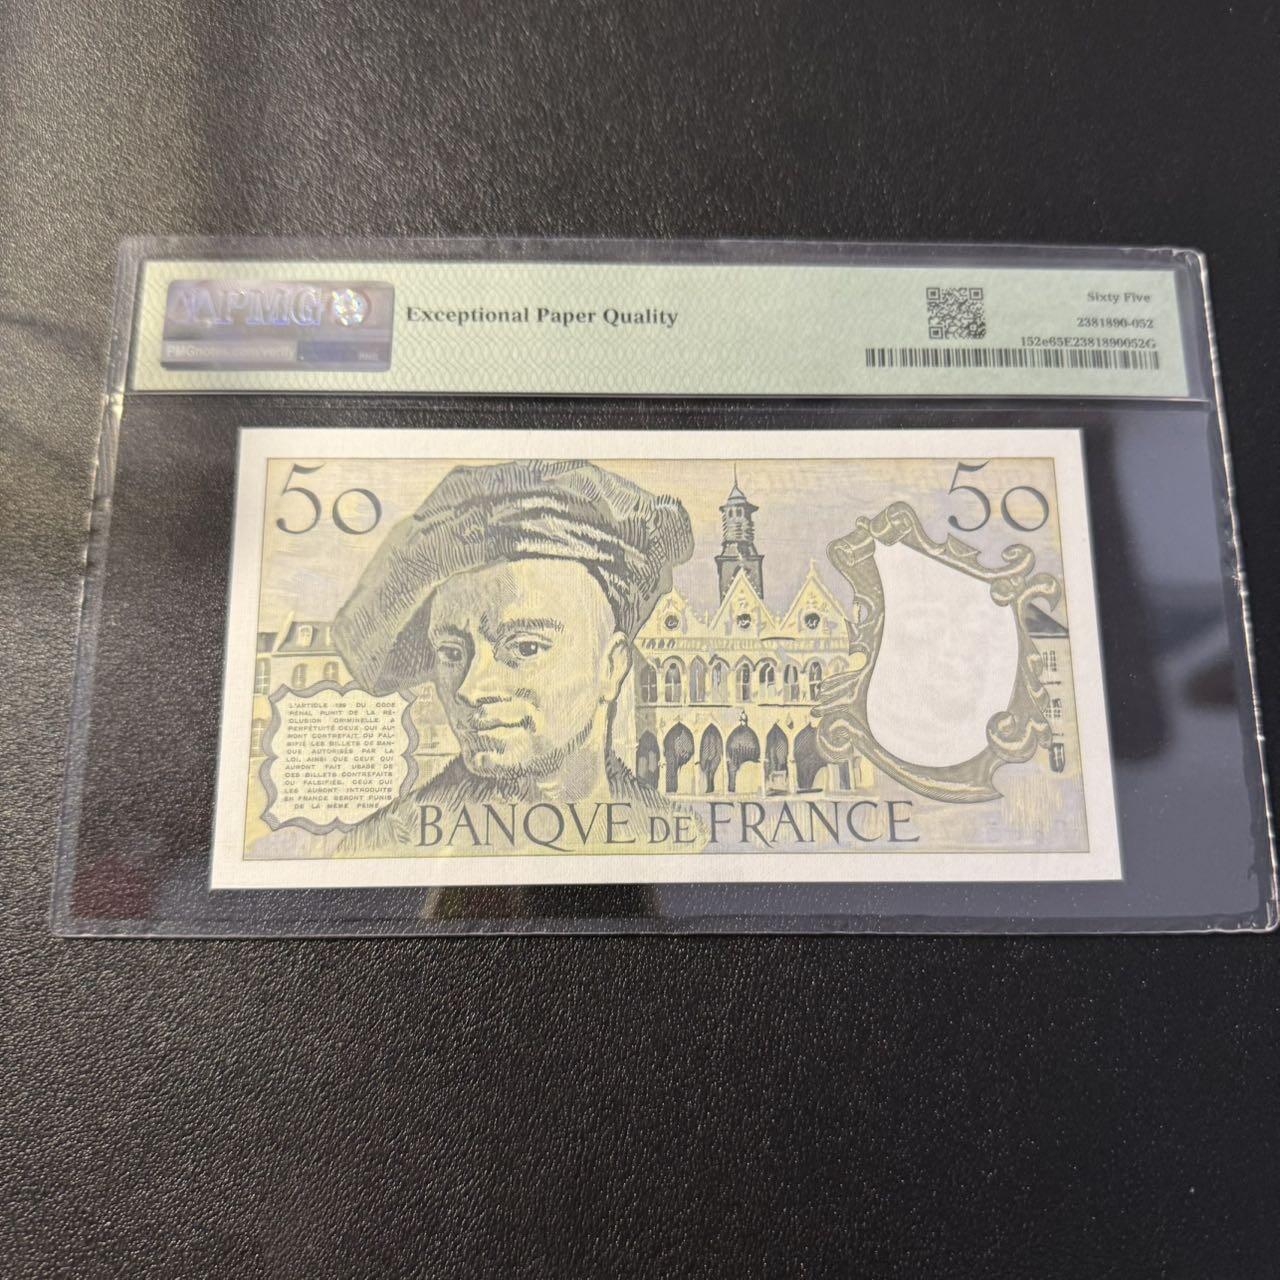 PMG
Exceptional Paper Quality
Sixty Five
2381890-052
152e65E2381890052G
50
50
L'ARTICLE 139 DU CODE
PÉNAL PUNIT DE LA RÉ-
CLUSION CRIMINELLE A
PERPÉTUITÉ CEUX QUI AU-
RONT CONTREFAIT OU FAL-
SIFIÉ LES BILLETS DE BAN-
QUE AUTORISÉS PAR LA
LOI, AINSI QUE CEUX QUI
AURONT FAIT USAGE DE
CES BILLETS CONTREFAITS
OU FALSIFIÉS. CEUX QUI
LES AURONT INTRODUITS
EN FRANCE SERONT PUNIS
DE LA MÊME PEINE
BANQVE DE FRANCE